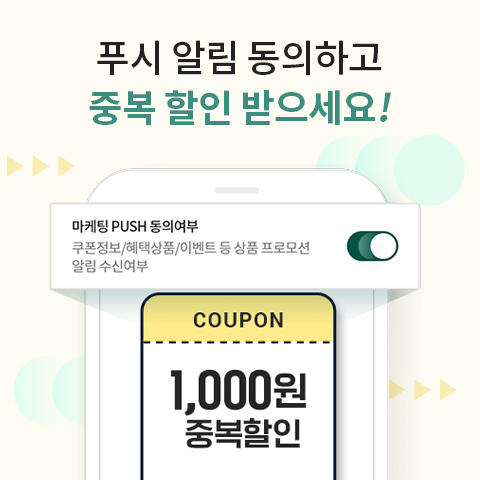 푸시 알림 동의하고
중복 할인 받으세요!
마케팅 PUSH 동의여부
쿠폰정보/혜택상품/이벤트 등 상품 프로모션
알림 수신여부
COUPON
1,000원
중복할인